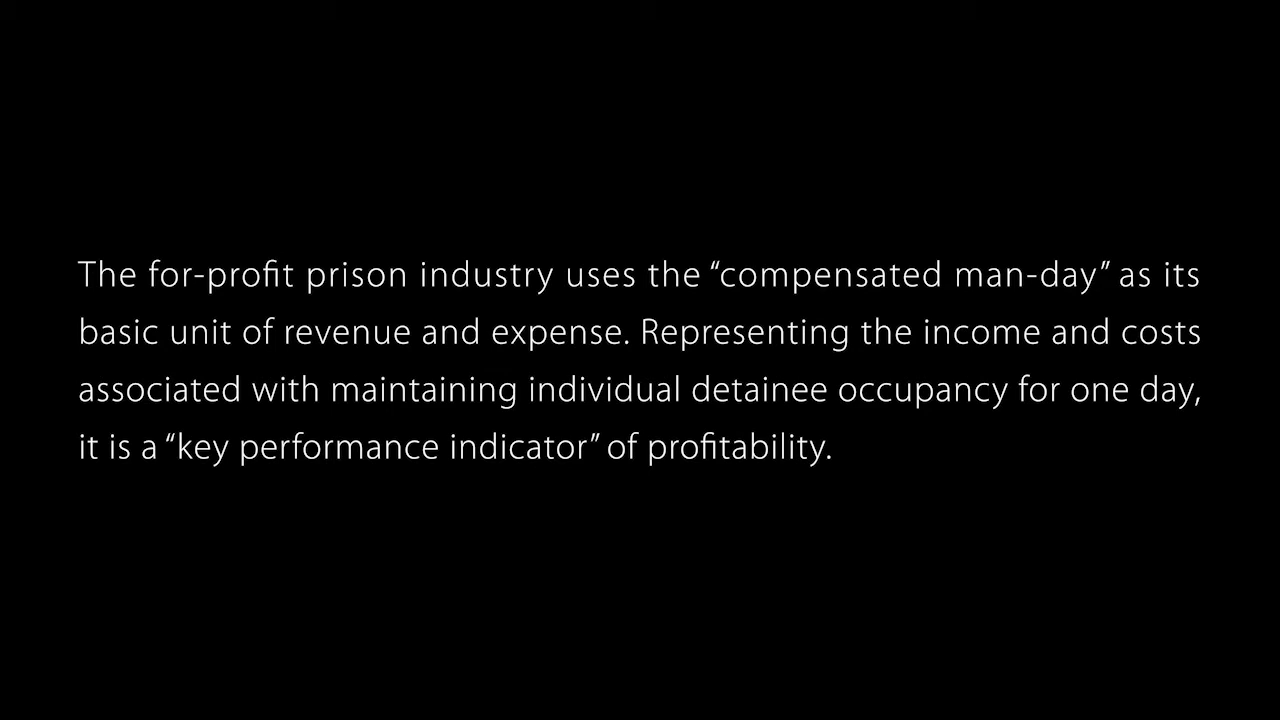 The for-profit prison industry uses the “compensated man-day” as its
basic unit of revenue and expense. Representing the income and costs
associated with maintaining individual detainee occupancy for one day,
it is a “key performance indicator” of profitability.